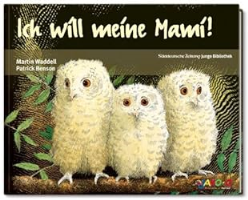 Ich will meine Mami!
Süddeutsche Zeitung Junge Bibliothek
Martin Waddell
Patrick Benson